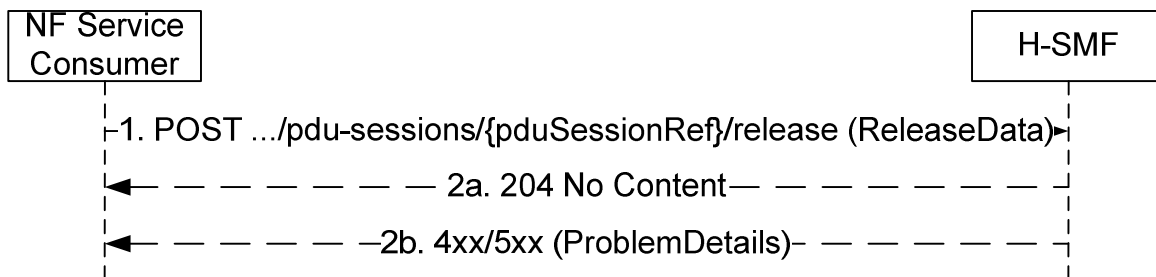 NF Service
Consumer
H-SMF
1. POST .../pdu-sessions/{pduSessionRef}/release (ReleaseData)
2a. 204 No Content
2b. 4xx/5xx (ProblemDetails)